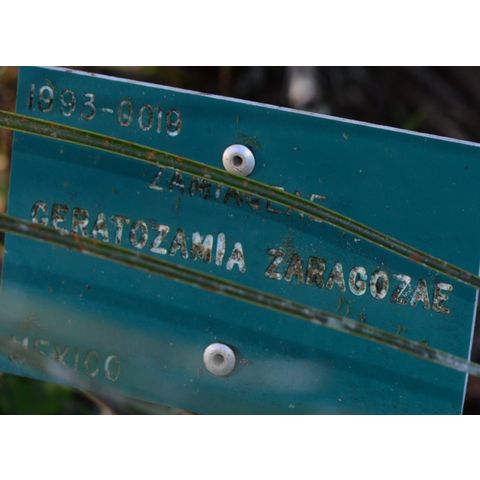 1993-0019
ZAMIACEAE
CERATOZAMIA ZARAGOZAE
MEXICO